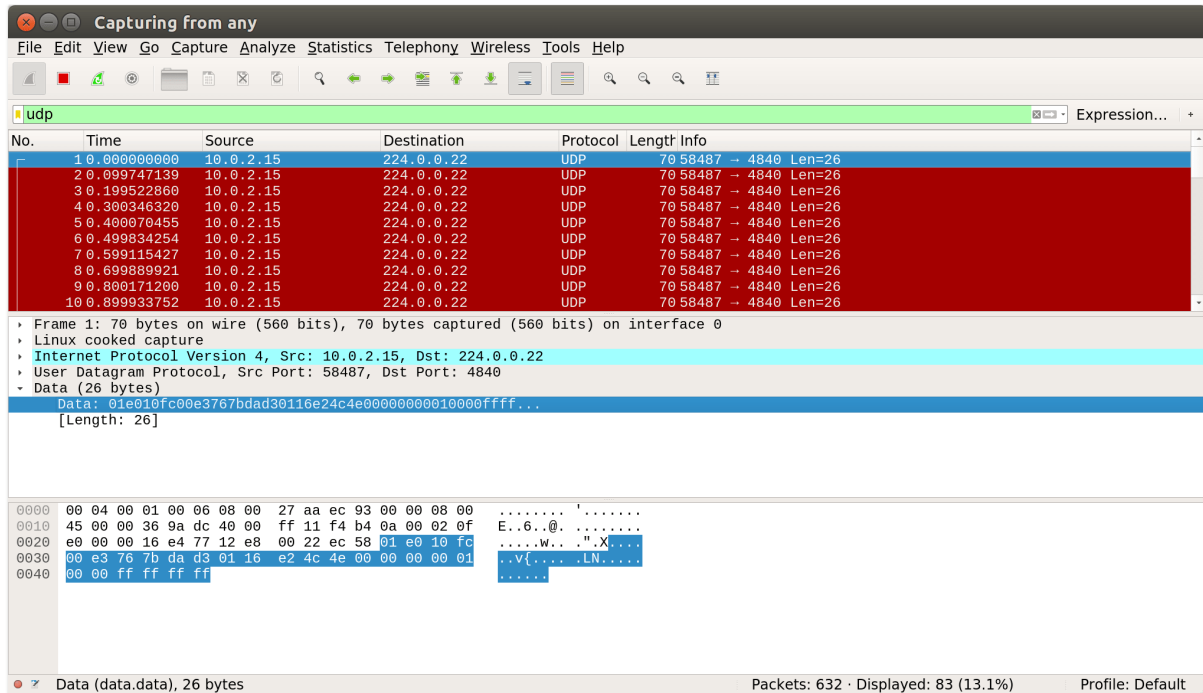 Capturing from any
File Edit View Go Capture Analyze Statistics Telephony Wireless Tools Help
udp Expression... +
No. Time Source Destination Protocol Length Info
1 0.000000000 10.0.2.15 224.0.0.22 UDP 70 58487 → 4840 Len=26
2 0.099747139 10.0.2.15 224.0.0.22 UDP 70 58487 → 4840 Len=26
3 0.199522860 10.0.2.15 224.0.0.22 UDP 70 58487 → 4840 Len=26
4 0.300346320 10.0.2.15 224.0.0.22 UDP 70 58487 → 4840 Len=26
5 0.400070455 10.0.2.15 224.0.0.22 UDP 70 58487 → 4840 Len=26
6 0.499834254 10.0.2.15 224.0.0.22 UDP 70 58487 → 4840 Len=26
7 0.599115427 10.0.2.15 224.0.0.22 UDP 70 58487 → 4840 Len=26
8 0.699889921 10.0.2.15 224.0.0.22 UDP 70 58487 → 4840 Len=26
9 0.800171200 10.0.2.15 224.0.0.22 UDP 70 58487 → 4840 Len=26
10 0.899933752 10.0.2.15 224.0.0.22 UDP 70 58487 → 4840 Len=26
Frame 1: 70 bytes on wire (560 bits), 70 bytes captured (560 bits) on interface 0
Linux cooked capture
Internet Protocol Version 4, Src: 10.0.2.15, Dst: 224.0.0.22
User Datagram Protocol, Src Port: 58487, Dst Port: 4840
Data (26 bytes)
Data: 01e010fc00e3767bdad30116e24c4e00000000010000ffff...
[Length: 26]
0000 00 04 00 01 00 06 08 00 27 aa ec 93 00 00 08 00 ........ '.......
0010 45 00 00 36 9a dc 40 00 ff 11 f4 b4 0a 00 02 0f E..6..@. ........
0020 e0 00 00 16 e4 77 12 e8 00 22 ec 58 01 e0 10 fc .....w.. .".X....
0030 00 e3 76 7b da d3 01 16 e2 4c 4e 00 00 00 00 01 ..v{.... .LN.....
0040 00 00 ff ff ff ff ......
Data (data.data), 26 bytes Packets: 632 · Displayed: 83 (13.1%) Profile: Default